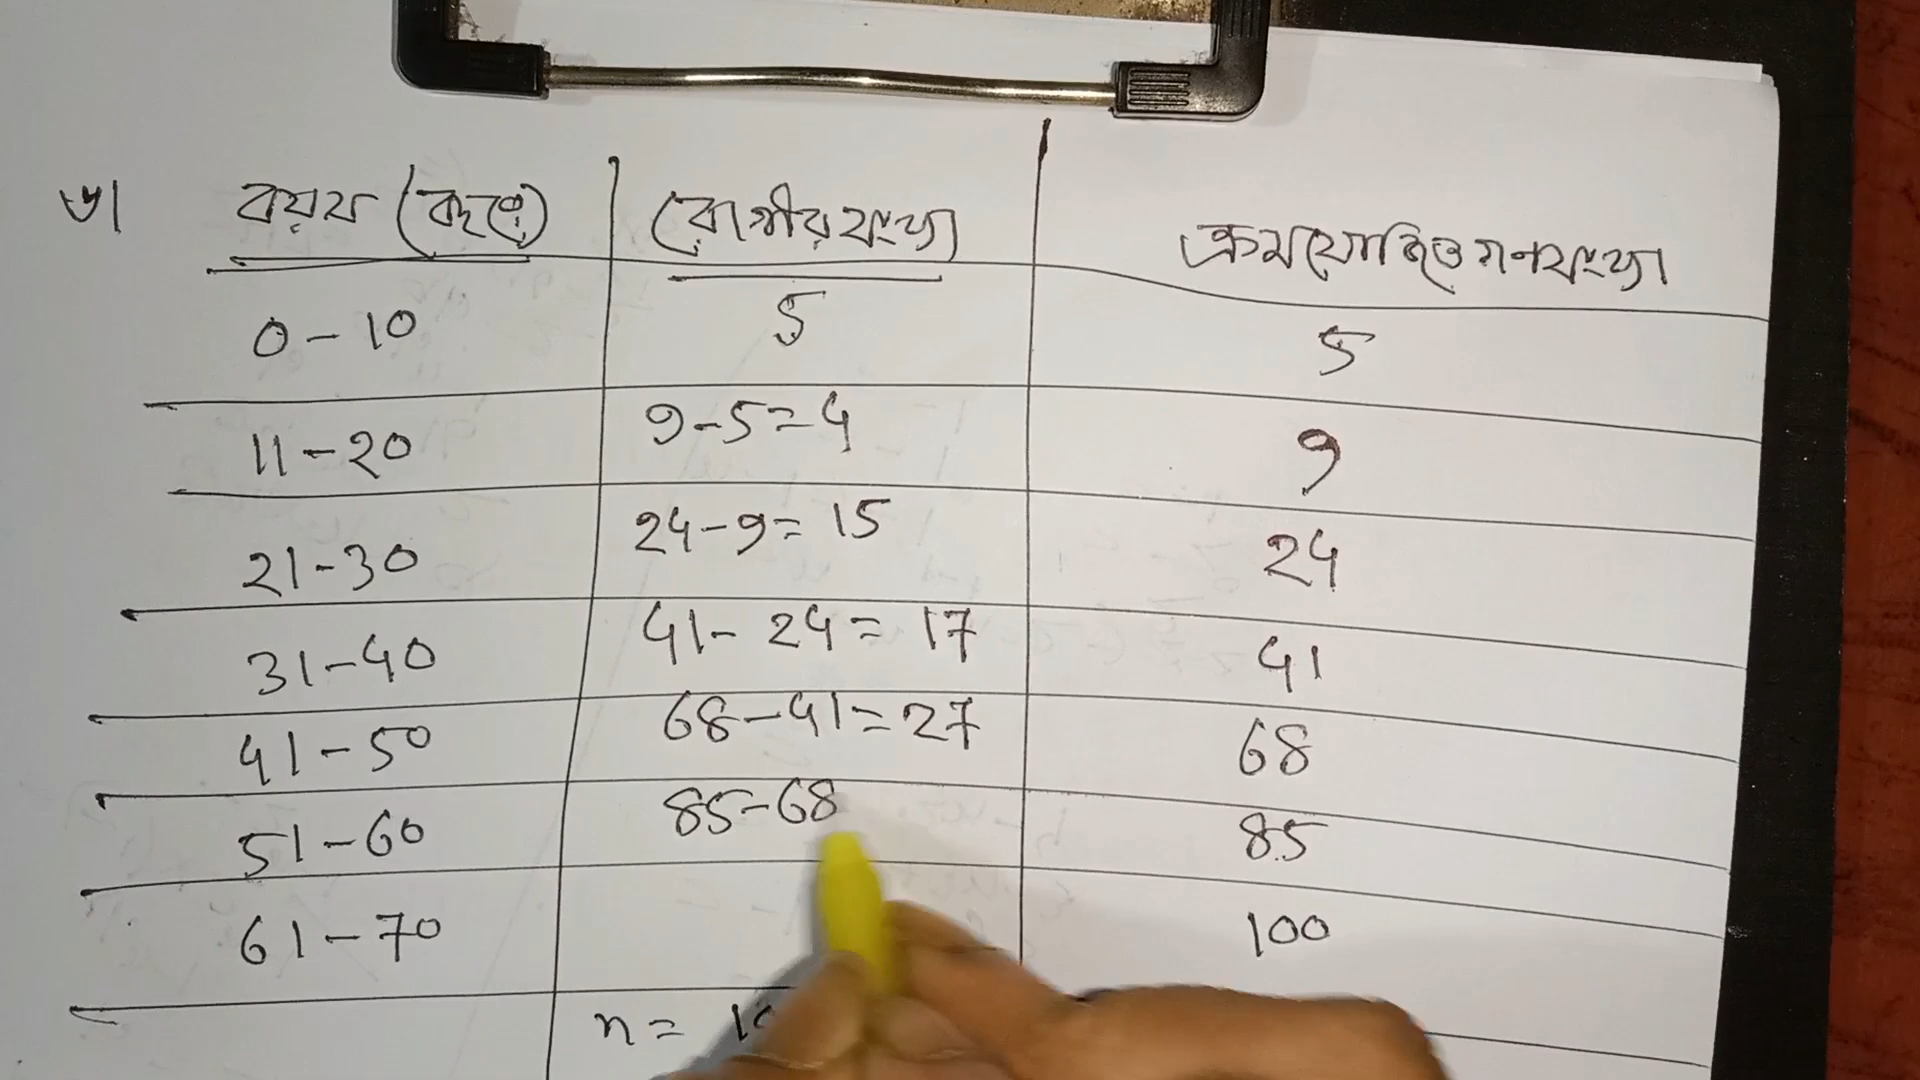 ৩। বয়স (বছরে) রোগীর সংখ্যা ক্রমযোজিত গণসংখ্যা
0-10 5 5
11-20 9-5=4 9
21-30 24-9=15 24
31-40 41-24=17 41
41-50 68-41=27 68
51-60 85-68 85
61-70 100
n=